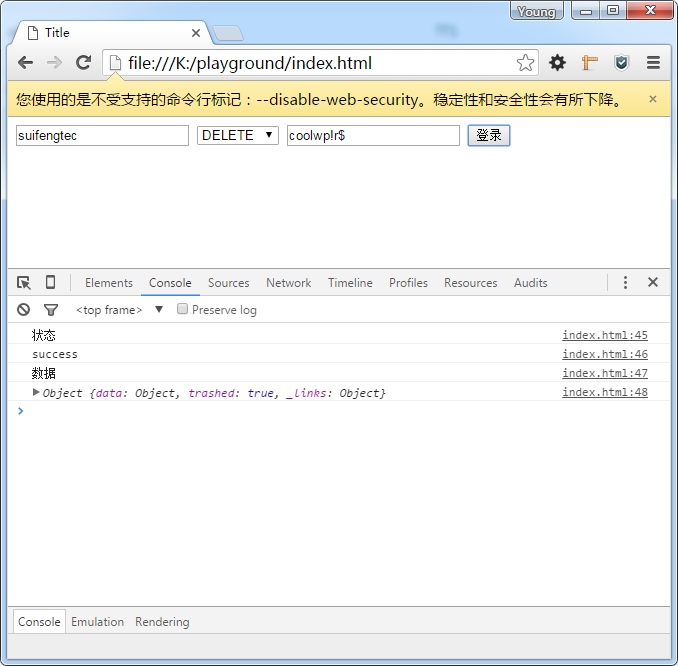 Young
Title
file:///K:/playground/index.html
您使用的是不受支持的命令行标记：--disable-web-security。稳定性和安全性会有所下降。
suifengtec DELETE coolwp!r$ 登录
Elements Console Sources Network Timeline Profiles Resources Audits
<top frame> Preserve log
状态 index.html:45
success index.html:46
数据 index.html:47
Object {data: Object, trashed: true, _links: Object} index.html:48
Console Emulation Rendering